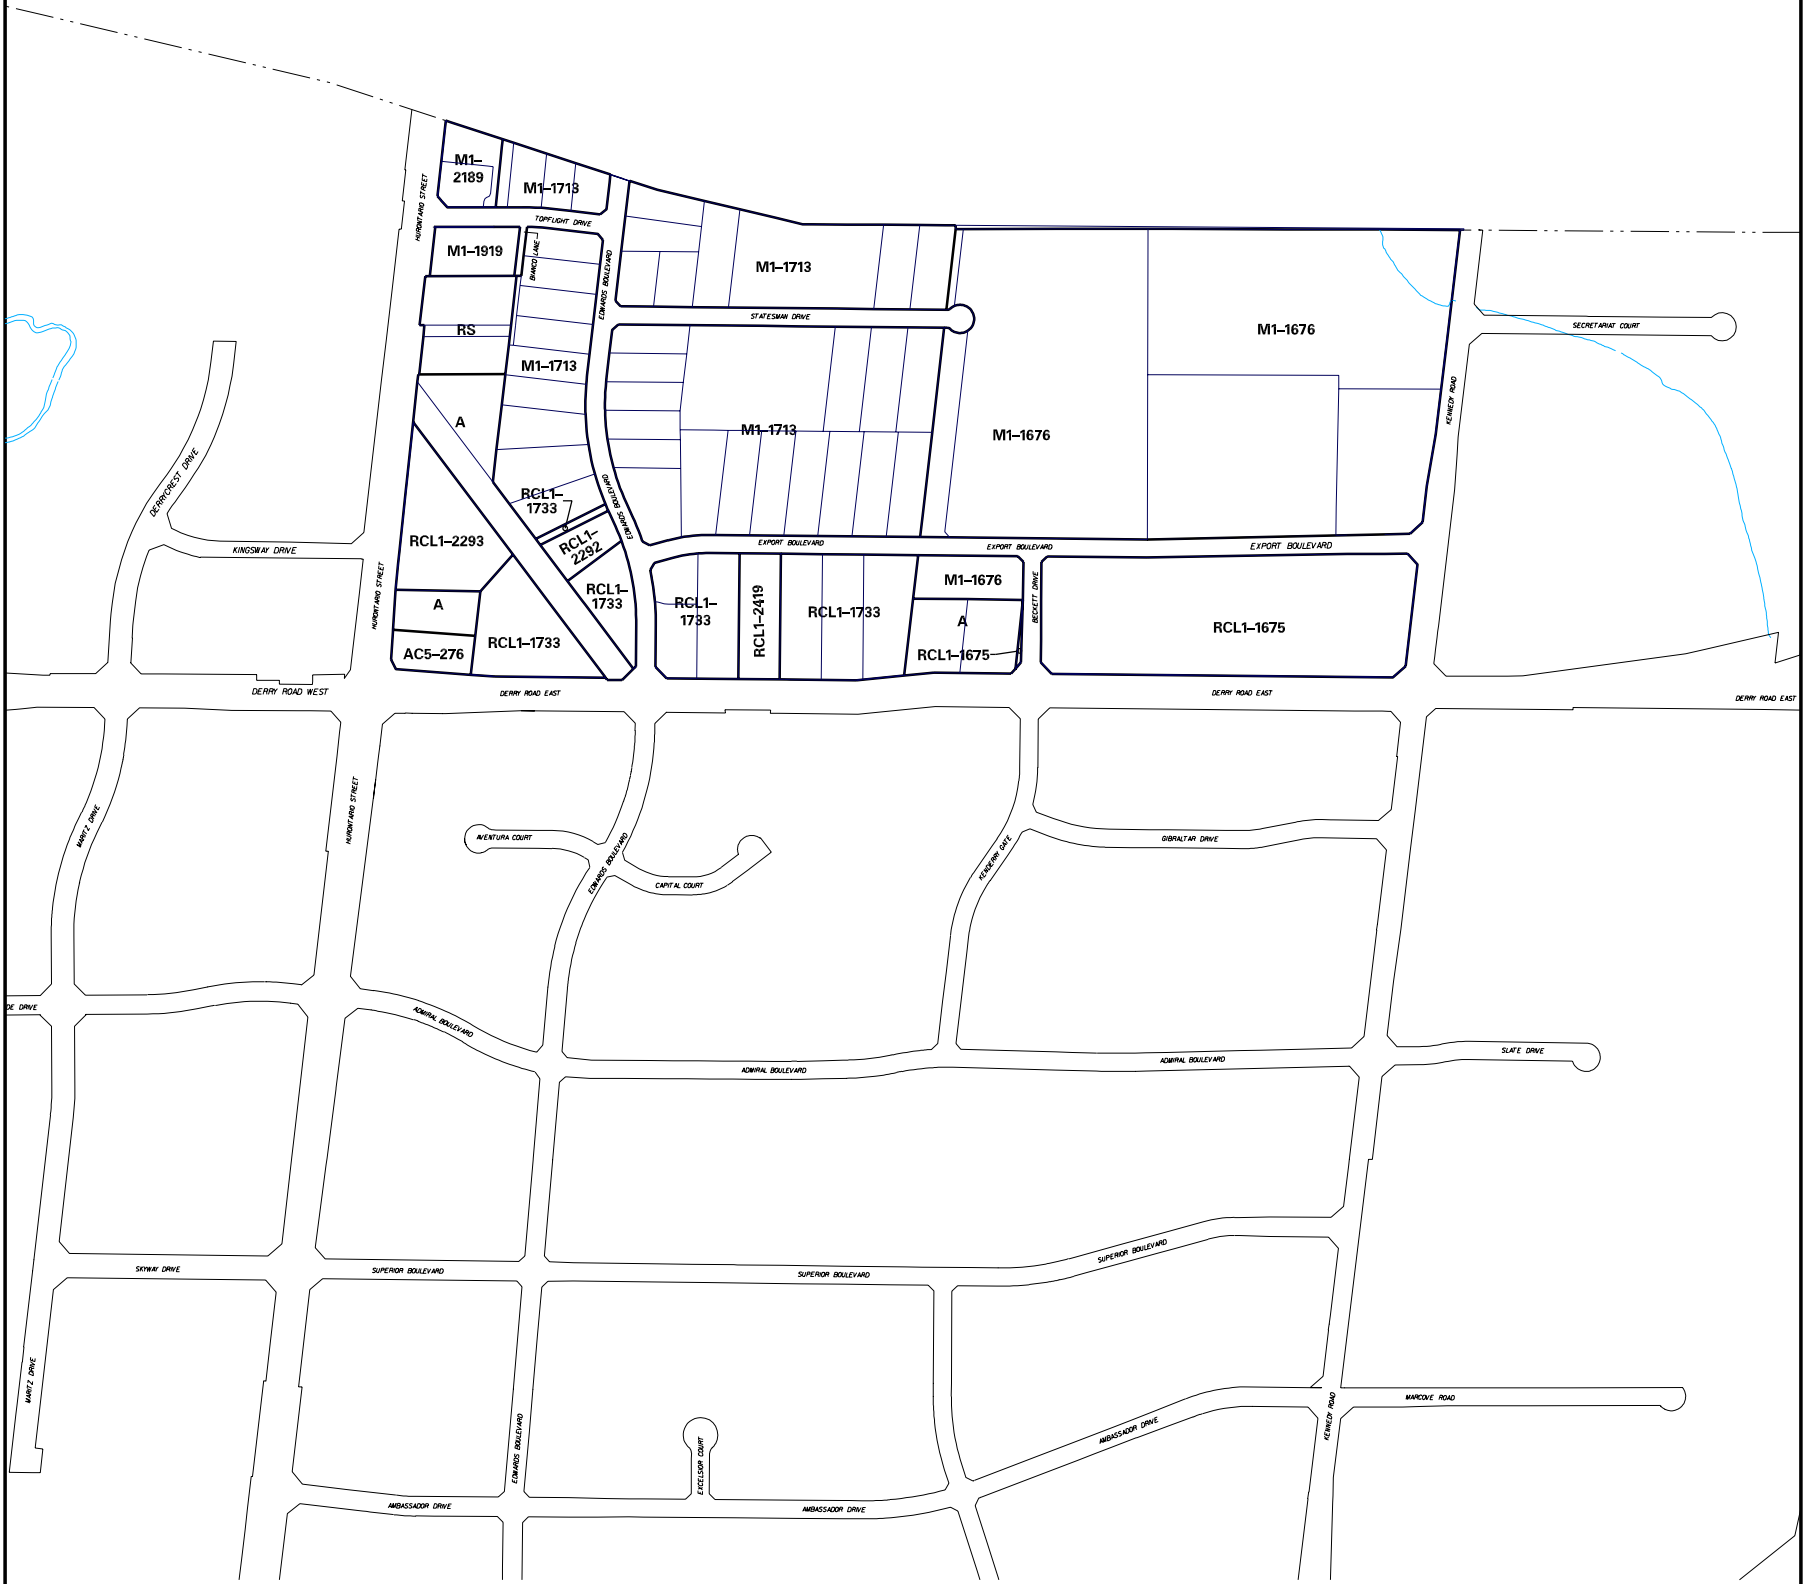 M1–
2189
M1–1713
HURONTARIO STREET
TOPFLIGHT DRIVE
M1–1919
BIANCO LANE
EDWARDS BOULEVARD
M1–1713
STATESMAN DRIVE
RS
M1–1713
M1–1676
SECRETARIAT COURT
KENNEDY ROAD
A
M1–1713
M1–1676
DERRYCREST DRIVE
RCL1–
1733
EDWARDS BOULEVARD
KINGSWAY DRIVE
RCL1–2293
RCL1–
2292
EXPORT BOULEVARD
EXPORT BOULEVARD
EXPORT BOULEVARD
HURONTARIO STREET
A
RCL1–
1733
RCL1–
1733
RCL1–2419
RCL1–1733
M1–1676
BECKETT DRIVE
A
RCL1–1675
RCL1–1675
AC5–276
RCL1–1733
DERRY ROAD WEST
DERRY ROAD EAST
DERRY ROAD EAST
DERRY ROAD EAST
MARITZ DRIVE
HURONTARIO STREET
AVENTURA COURT
EDWARDS BOULEVARD
CAPITAL COURT
KENDERRY GATE
GIBRALTAR DRIVE
DE DRIVE
ADMIRAL BOULEVARD
ADMIRAL BOULEVARD
ADMIRAL BOULEVARD
SLATE DRIVE
SKYWAY DRIVE
SUPERIOR BOULEVARD
SUPERIOR BOULEVARD
SUPERIOR BOULEVARD
MARITZ DRIVE
EDWARDS BOULEVARD
EXCELSIOR COURT
AMBASSADOR DRIVE
AMBASSADOR DRIVE
AMBASSADOR DRIVE
KENNEDY ROAD
MARCOVE ROAD